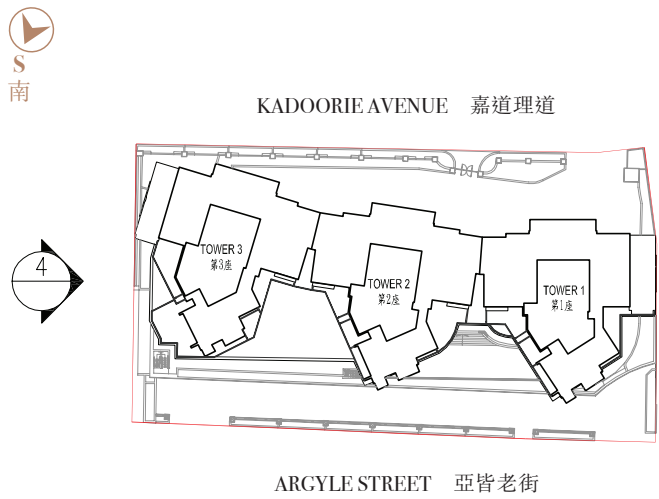 S
南
KADOORIE AVENUE 嘉道理道
4
TOWER 3
第3座
TOWER 2
第2座
TOWER 1
第1座
ARGYLE STREET 亞皆老街